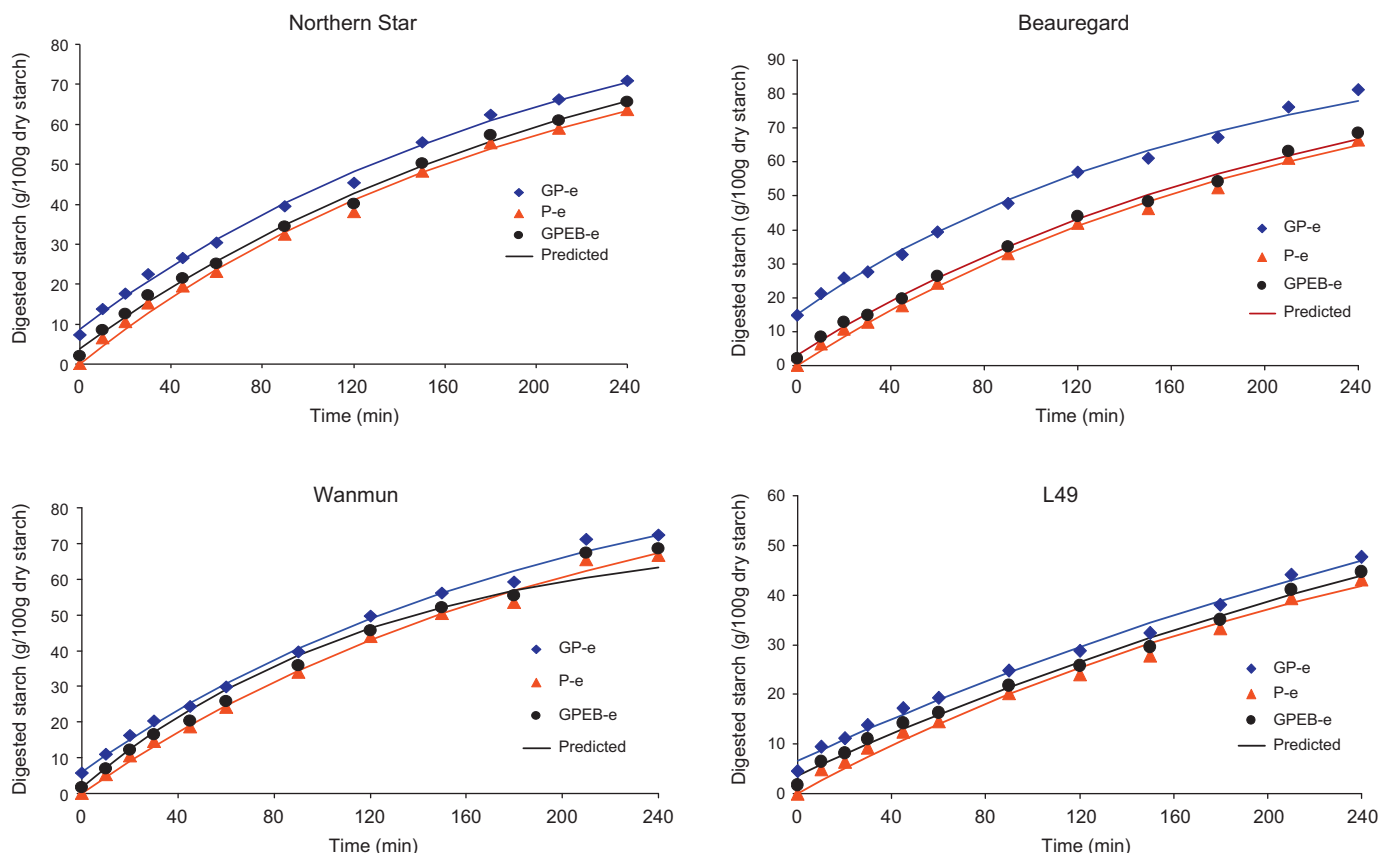 Northern Star
Digested starch (g/100g dry starch)
80
70
60
50
40
30
20
10
0
GP-e
P-e
GPEB-e
Predicted
0 40 80 120 160 200 240
Time (min)
Beauregard
Digested starch (g/100g dry starch)
90
80
70
60
50
40
30
20
10
0
GP-e
P-e
GPEB-e
Predicted
0 40 80 120 160 200 240
Time (min)
Wanmun
Digested starch (g/100g dry starch)
80
70
60
50
40
30
20
10
0
GP-e
P-e
GPEB-e
Predicted
0 40 80 120 160 200 240
Time (min)
L49
Digested starch (g/100g dry starch)
60
50
40
30
20
10
0
GP-e
P-e
GPEB-e
Predicted
0 40 80 120 160 200 240
Time (min)